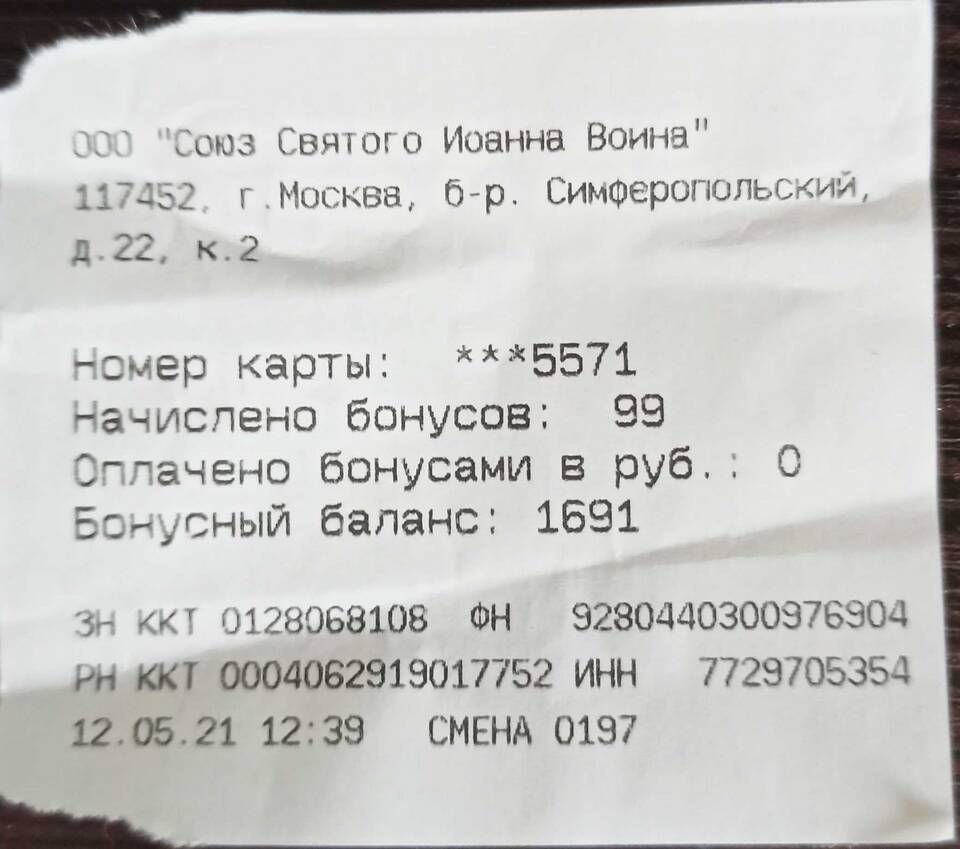 ООО "Союз Святого Иоанна Воина"
117452, г.Москва, б-р. Симферопольский,
д.22, к.2
Номер карты: ***5571
Начислено бонусов: 99
Оплачено бонусами в руб.: 0
Бонусный баланс: 1691
ЗН ККТ 0128068108 ФН 9280440300976904
РН ККТ 0004062919017752 ИНН 7729705354
12.05.21 12:39 СМЕНА 0197